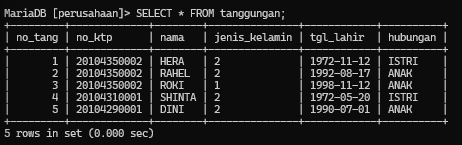 MariaDB [perusahaan]> SELECT * FROM tanggungan;
+---------+-------------+--------+---------------+------------+----------+
| no_tang | no_ktp      | nama   | jenis_kelamin | tgl_lahir  | hubungan |
+---------+-------------+--------+---------------+------------+----------+
|       1 | 20104350002 | HERA   | 2             | 1972-11-12 | ISTRI    |
|       2 | 20104350002 | RAHEL  | 2             | 1992-08-17 | ANAK     |
|       3 | 20104350002 | ROKI   | 1             | 1998-11-12 | ANAK     |
|       4 | 20104310001 | SHINTA | 2             | 1972-05-20 | ISTRI    |
|       5 | 20104290001 | DINI   | 2             | 1990-07-01 | ANAK     |
+---------+-------------+--------+---------------+------------+----------+
5 rows in set (0.000 sec)